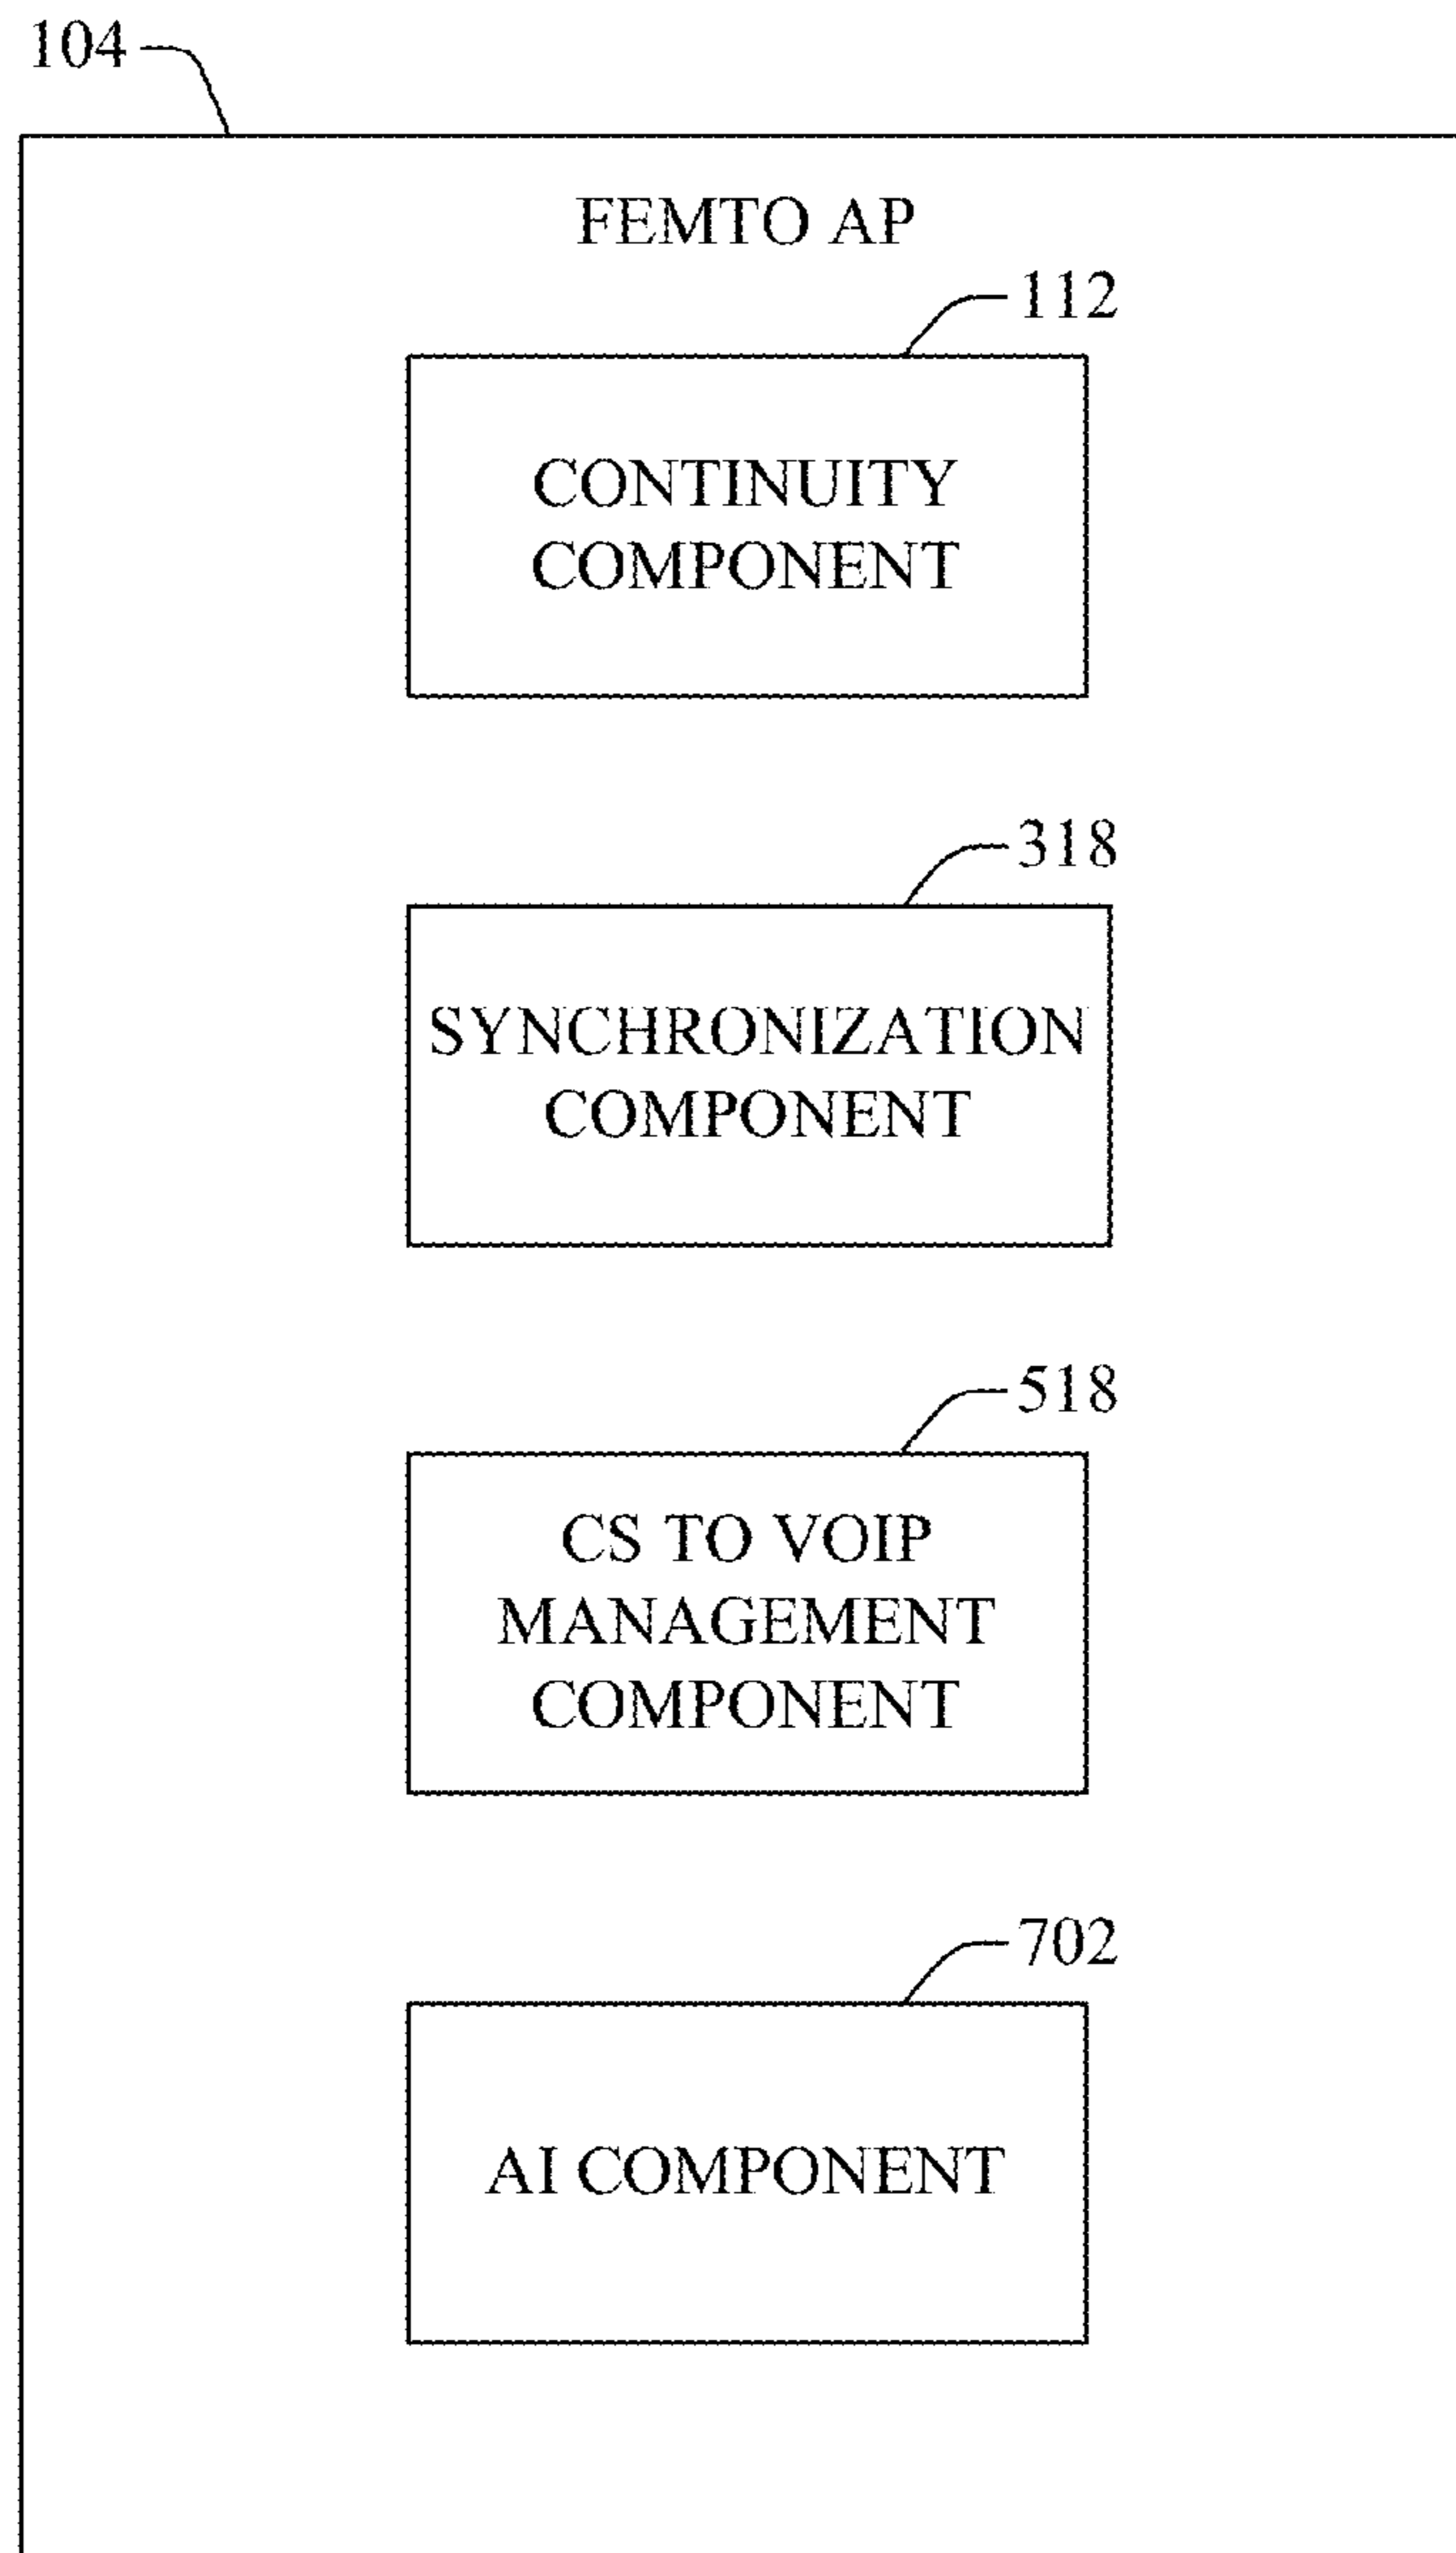 104
FEMTO AP
112
CONTINUITY
COMPONENT
318
SYNCHRONIZATION
COMPONENT
518
CS TO VOIP
MANAGEMENT
COMPONENT
702
AI COMPONENT